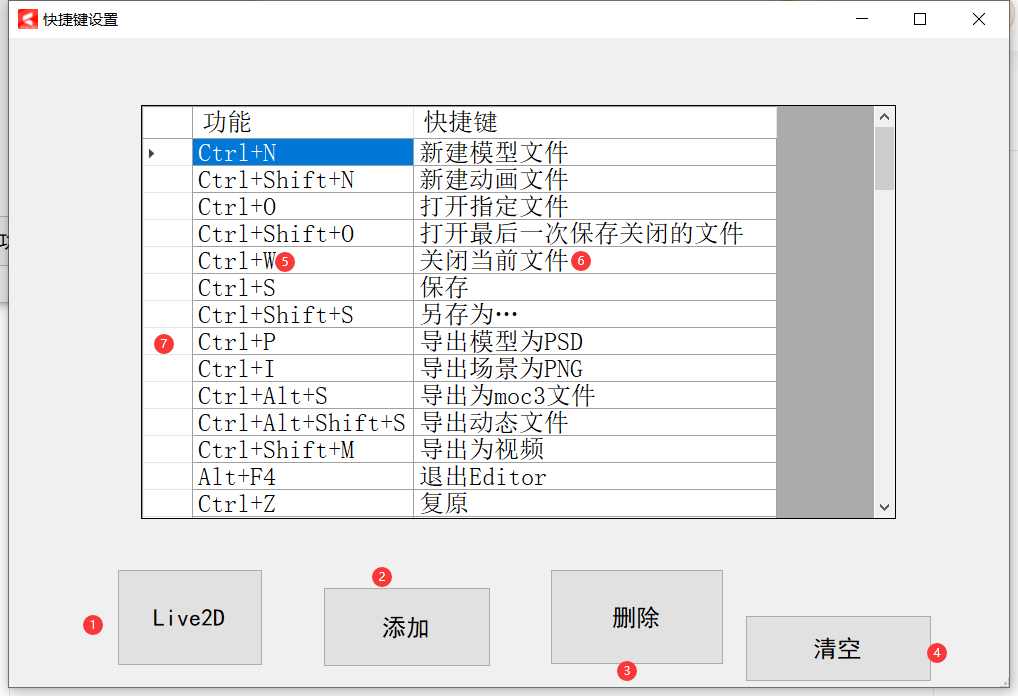 快捷键设置
功能 快捷键
Ctrl+N 新建模型文件
Ctrl+Shift+N 新建动画文件
Ctrl+O 打开指定文件
Ctrl+Shift+O 打开最后一次保存关闭的文件
Ctrl+W 5 关闭当前文件 6
Ctrl+S 保存
Ctrl+Shift+S 另存为…
7 Ctrl+P 导出模型为PSD
Ctrl+I 导出场景为PNG
Ctrl+Alt+S 导出为moc3文件
Ctrl+Alt+Shift+S 导出动态文件
Ctrl+Shift+M 导出为视频
Alt+F4 退出Editor
Ctrl+Z 复原
2
1 Live2D 添加 删除 清空 4
3